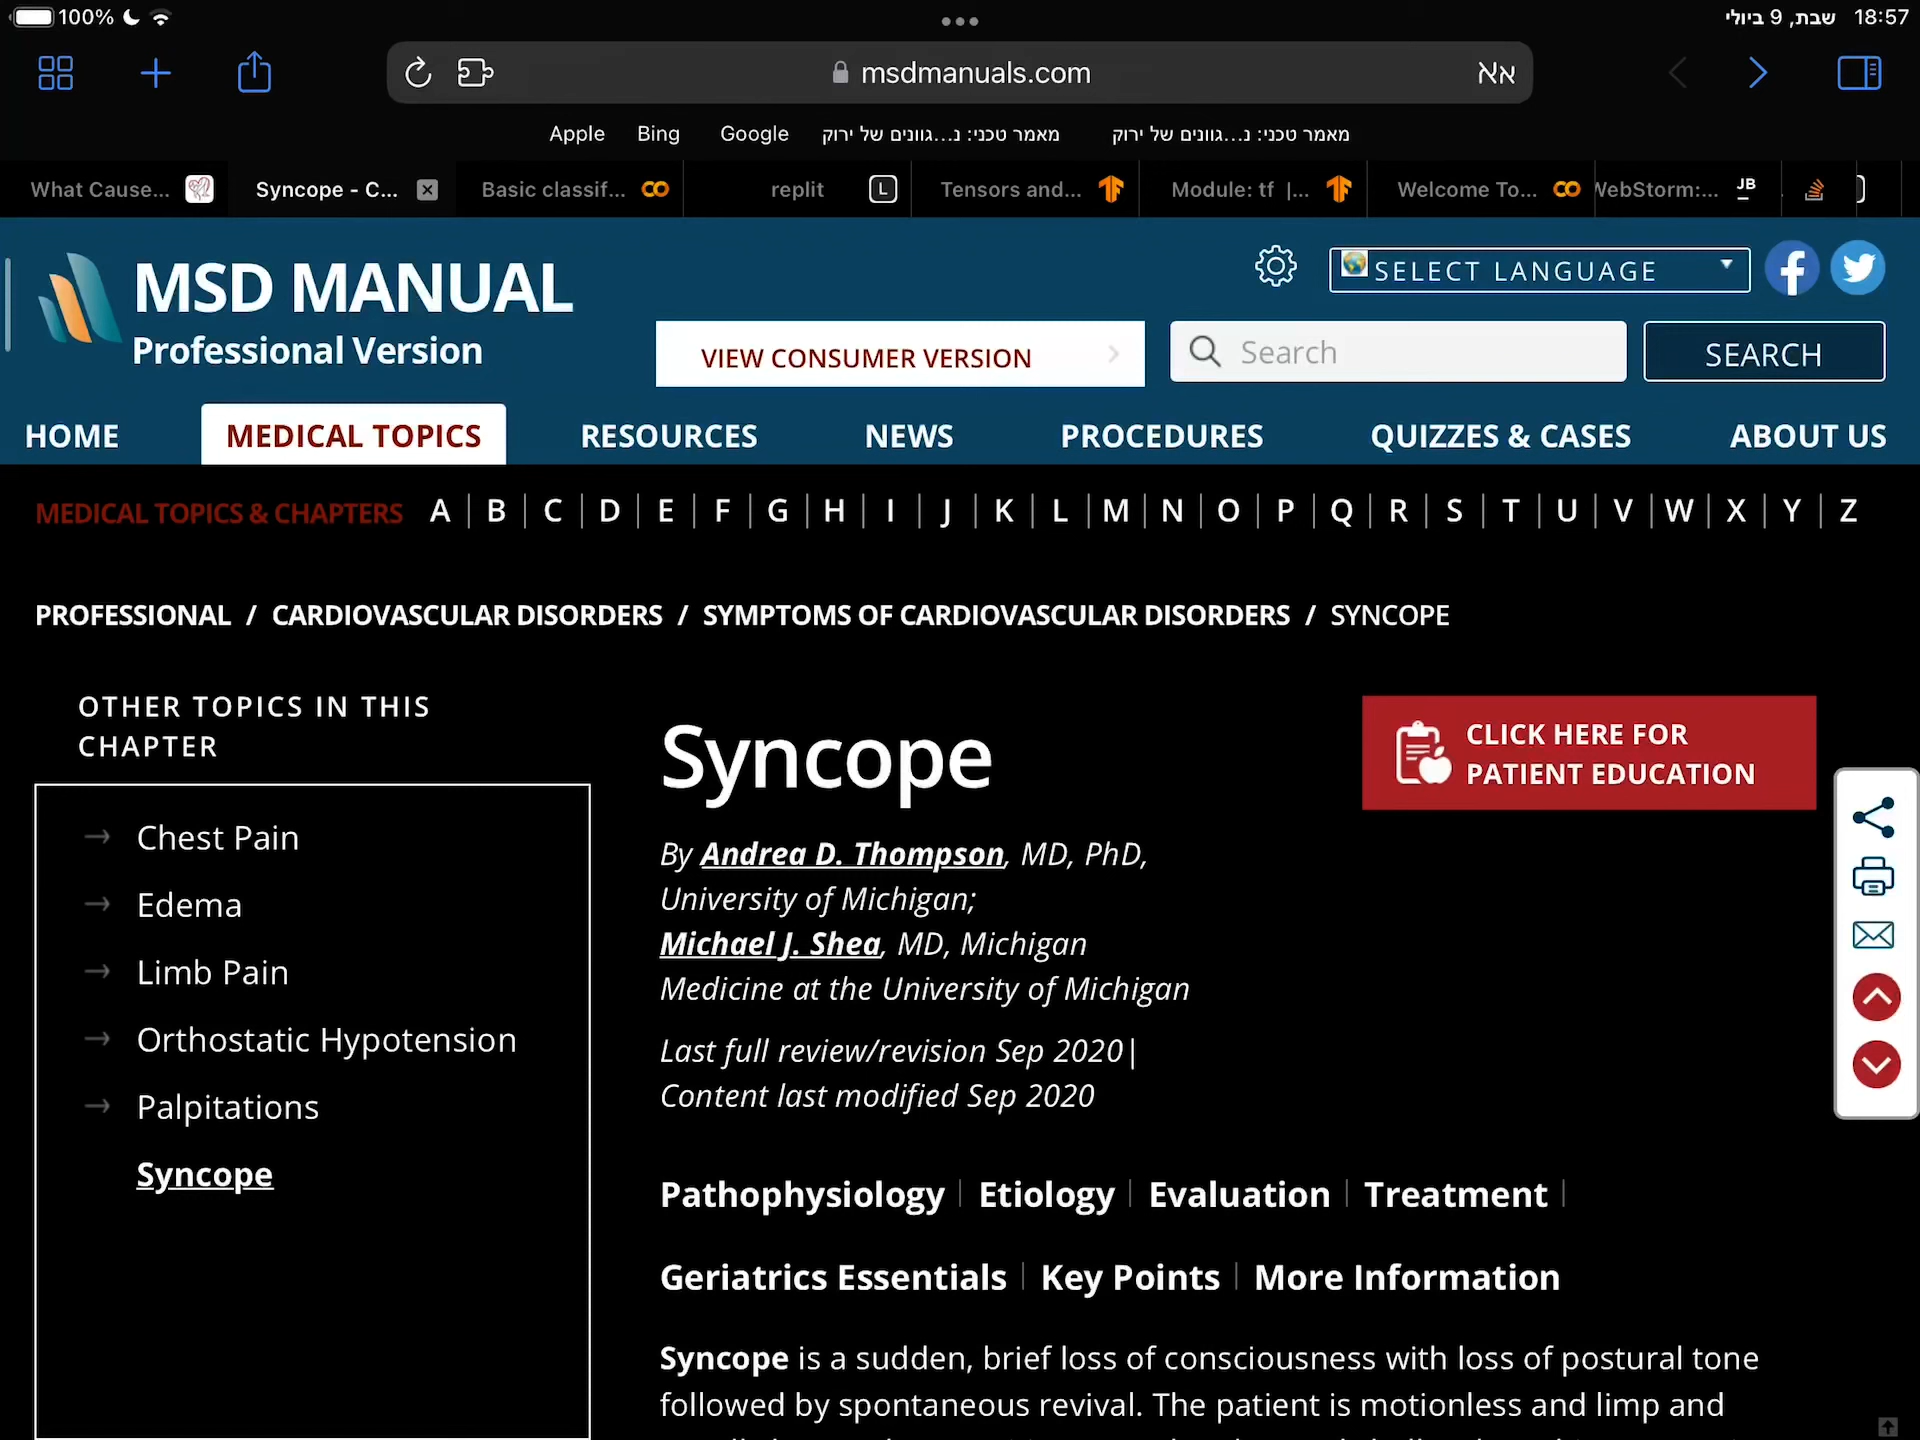 100%
שבת, 9 ביולי 18:57
msdmanuals.com
אא
Apple Bing Google מאמר טכני: נ...גוונים של ירוק מאמר טכני: נ...גוונים של ירוק
What Cause... Syncope - C... Basic classif... replit L Tensors and... Module: tf |... Welcome To... WebStorm:... JB
MSD MANUAL
Professional Version
SELECT LANGUAGE
VIEW CONSUMER VERSION
Search
SEARCH
HOME MEDICAL TOPICS RESOURCES NEWS PROCEDURES QUIZZES & CASES ABOUT US
MEDICAL TOPICS & CHAPTERS A | B | C | D | E | F | G | H | I | J | K | L | M | N | O | P | Q | R | S | T | U | V | W | X | Y | Z
PROFESSIONAL / CARDIOVASCULAR DISORDERS / SYMPTOMS OF CARDIOVASCULAR DISORDERS / SYNCOPE
OTHER TOPICS IN THIS
CHAPTER
→ Chest Pain
→ Edema
→ Limb Pain
→ Orthostatic Hypotension
→ Palpitations
Syncope
Syncope
CLICK HERE FOR
PATIENT EDUCATION
By Andrea D. Thompson, MD, PhD,
University of Michigan;
Michael J. Shea, MD, Michigan
Medicine at the University of Michigan
Last full review/revision Sep 2020|
Content last modified Sep 2020
Pathophysiology | Etiology | Evaluation | Treatment |
Geriatrics Essentials | Key Points | More Information
Syncope is a sudden, brief loss of consciousness with loss of postural tone
followed by spontaneous revival. The patient is motionless and limp and